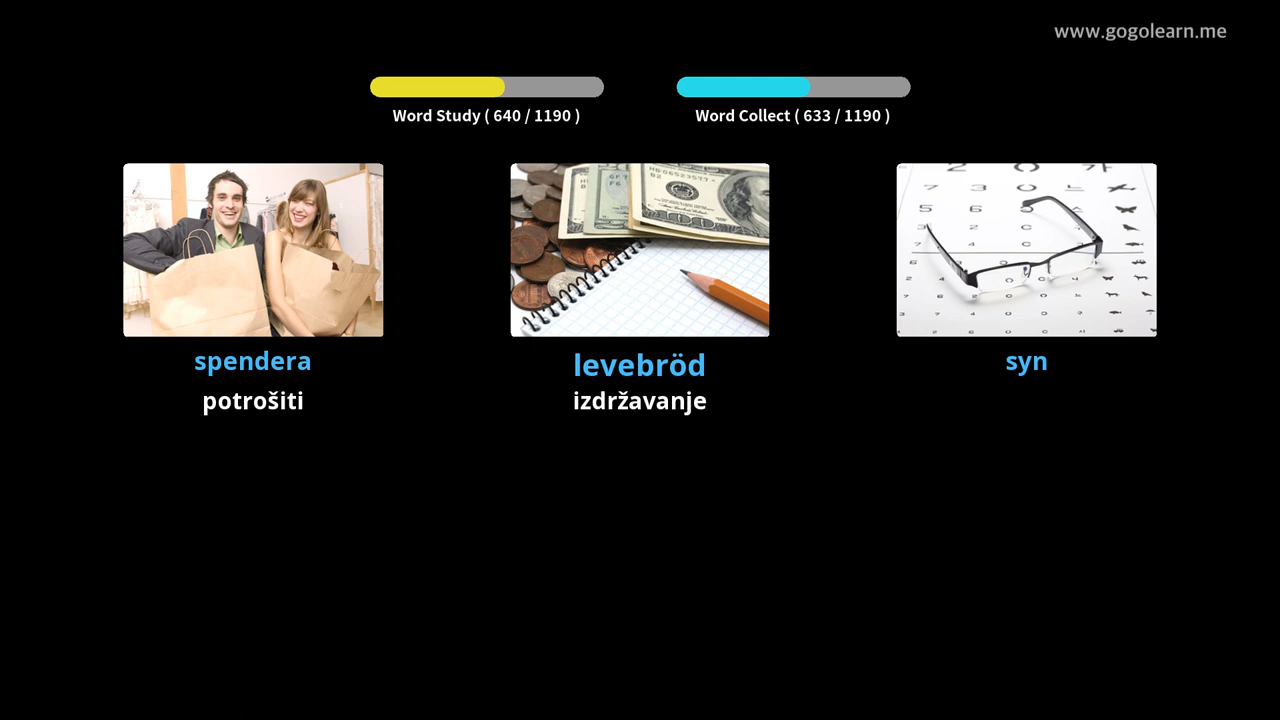 www.gogolearn.me
Word Study ( 640 / 1190 )
Word Collect ( 633 / 1190 )
spendera
levebröd
syn
potrošiti
izdržavanje